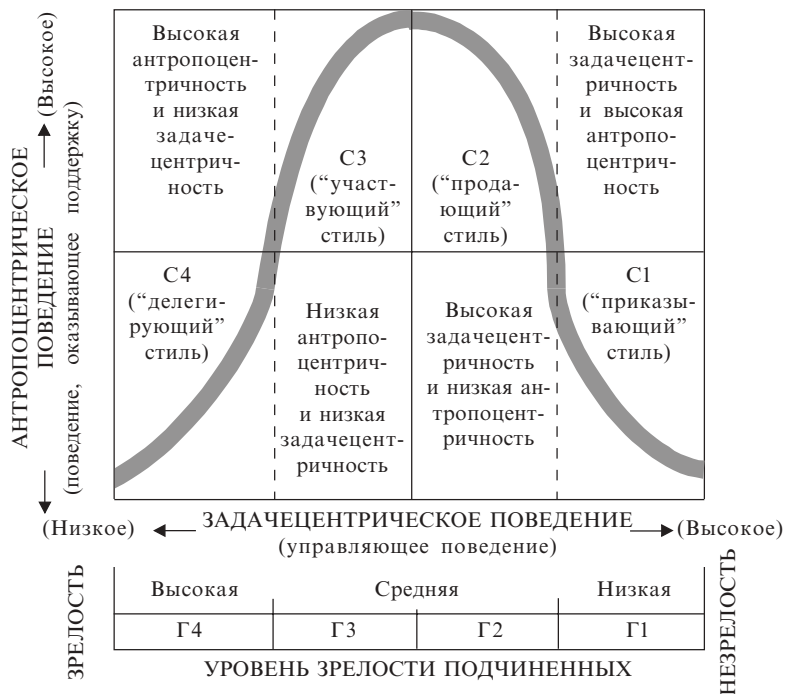 АНТРОПОЦЕНТРИЧЕСКОЕ
ПОВЕДЕНИЕ
(поведение, оказывающее поддержку)
(Высокое)
Высокая
антропоцен-
тричность
и низкая
задаче-
центрич-
ность
С3
(“участ-
вующий”
стиль)
С2
(“прода-
ющий”
стиль)
Высокая
задачецент-
ричность
и высокая
антропо-
центрич-
ность
С4
(“делеги-
рующий”
стиль)
Низкая
антропо-
центрич-
ность
и низкая
задачецент-
ричность
Высокая
задачецент-
ричность
и низкая ан-
тропоцент-
ричность
С1
(“приказы-
вающий”
стиль)
(Низкое)
ЗАДАЧЕЦЕНТРИЧЕСКОЕ ПОВЕДЕНИЕ
(управляющее поведение)
(Высокое)
ЗРЕЛОСТЬ
Высокая Средняя Низкая
Г4 Г3 Г2 Г1
НЕЗРЕЛОСТЬ
УРОВЕНЬ ЗРЕЛОСТИ ПОДЧИНЕННЫХ